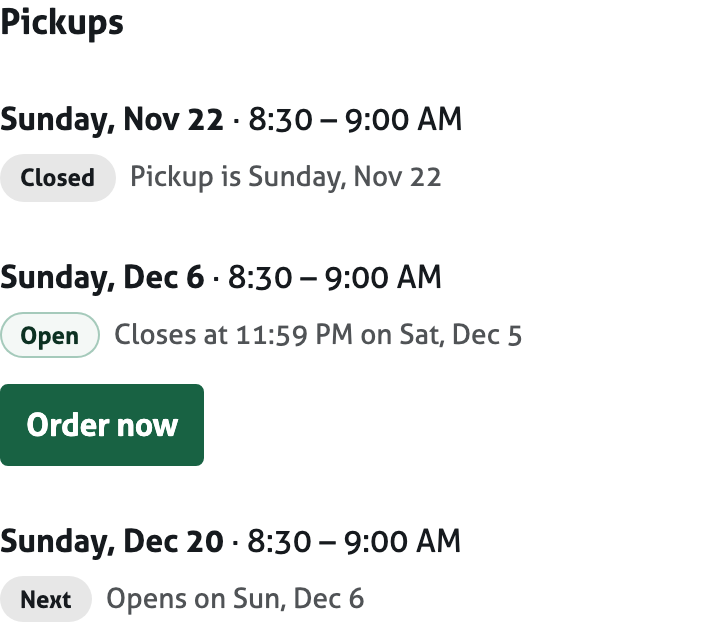 Pickups
Sunday, Nov 22 · 8:30 – 9:00 AM
Closed Pickup is Sunday, Nov 22
Sunday, Dec 6 · 8:30 – 9:00 AM
Open Closes at 11:59 PM on Sat, Dec 5
Order now
Sunday, Dec 20 · 8:30 – 9:00 AM
Next Opens on Sun, Dec 6